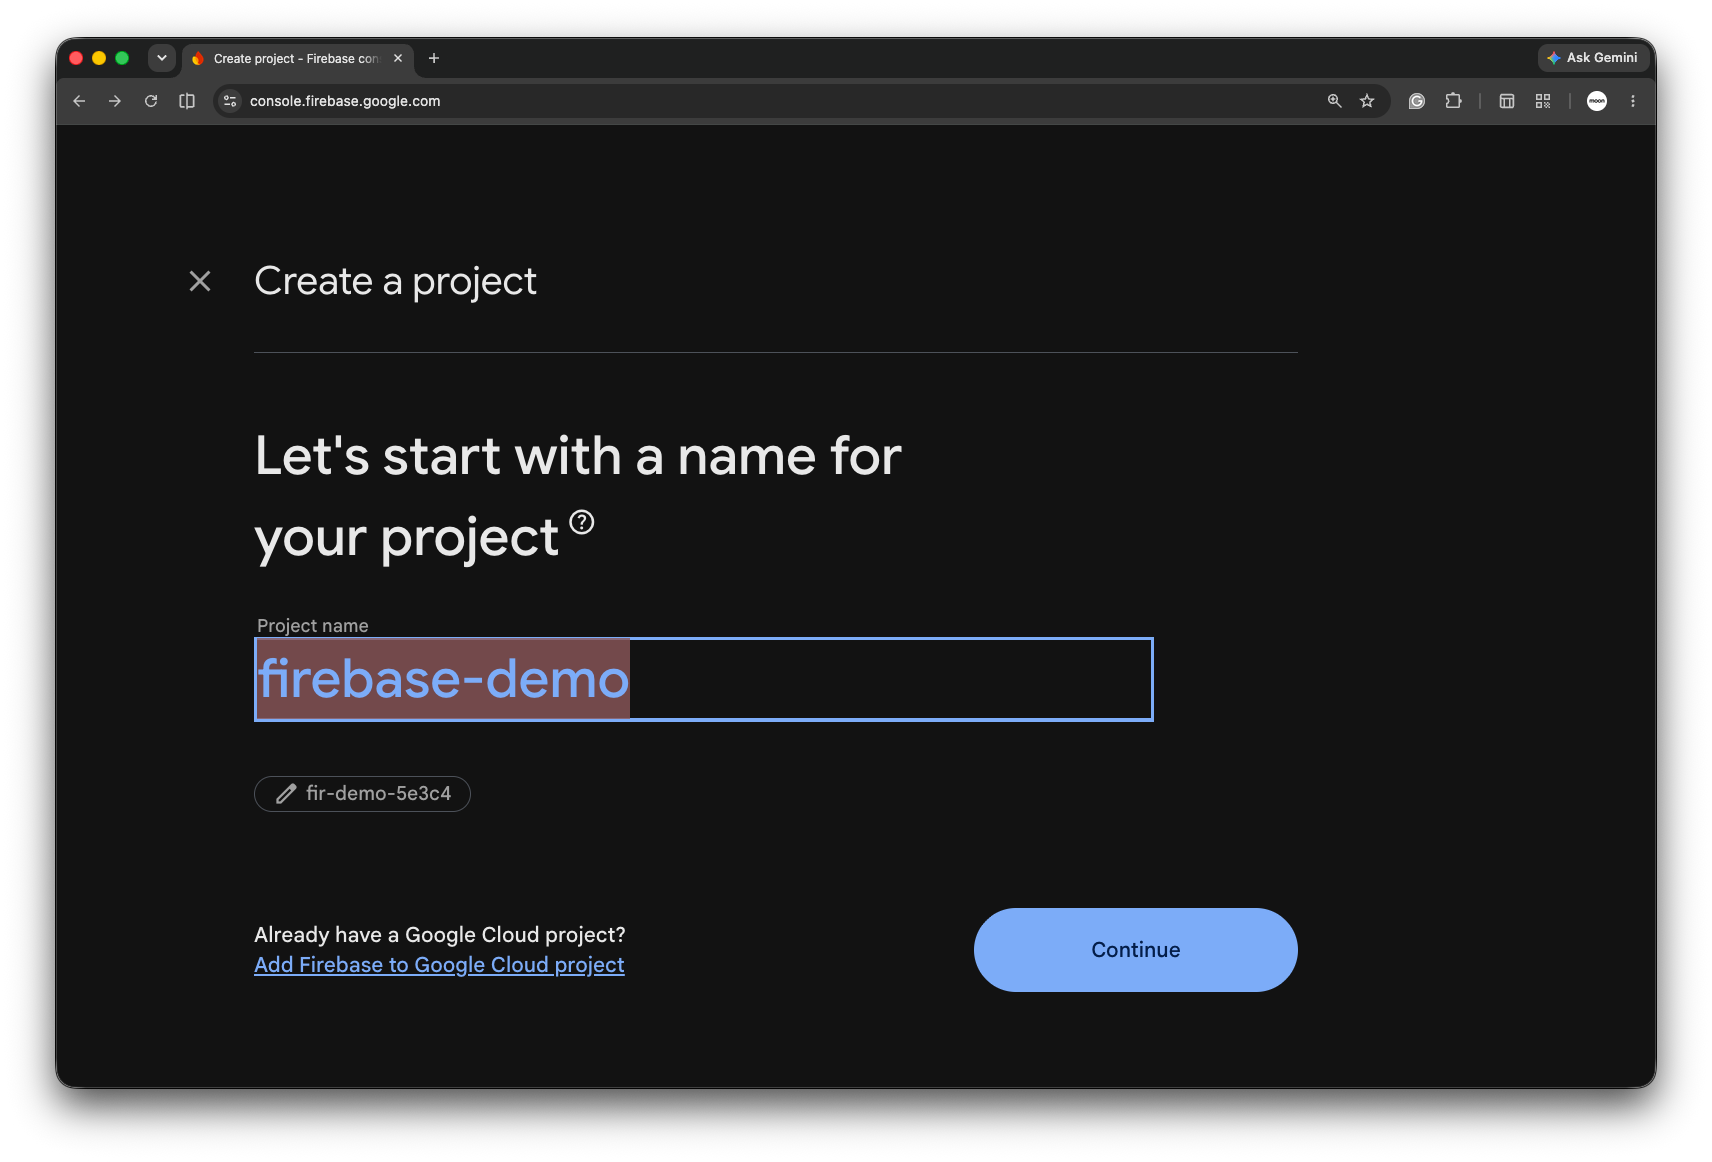 Create project - Firebase con
Ask Gemini
console.firebase.google.com
moon
Create a project
Let's start with a name for
your project
Project name
firebase-demo
fir-demo-5e3c4
Already have a Google Cloud project?
Add Firebase to Google Cloud project
Continue